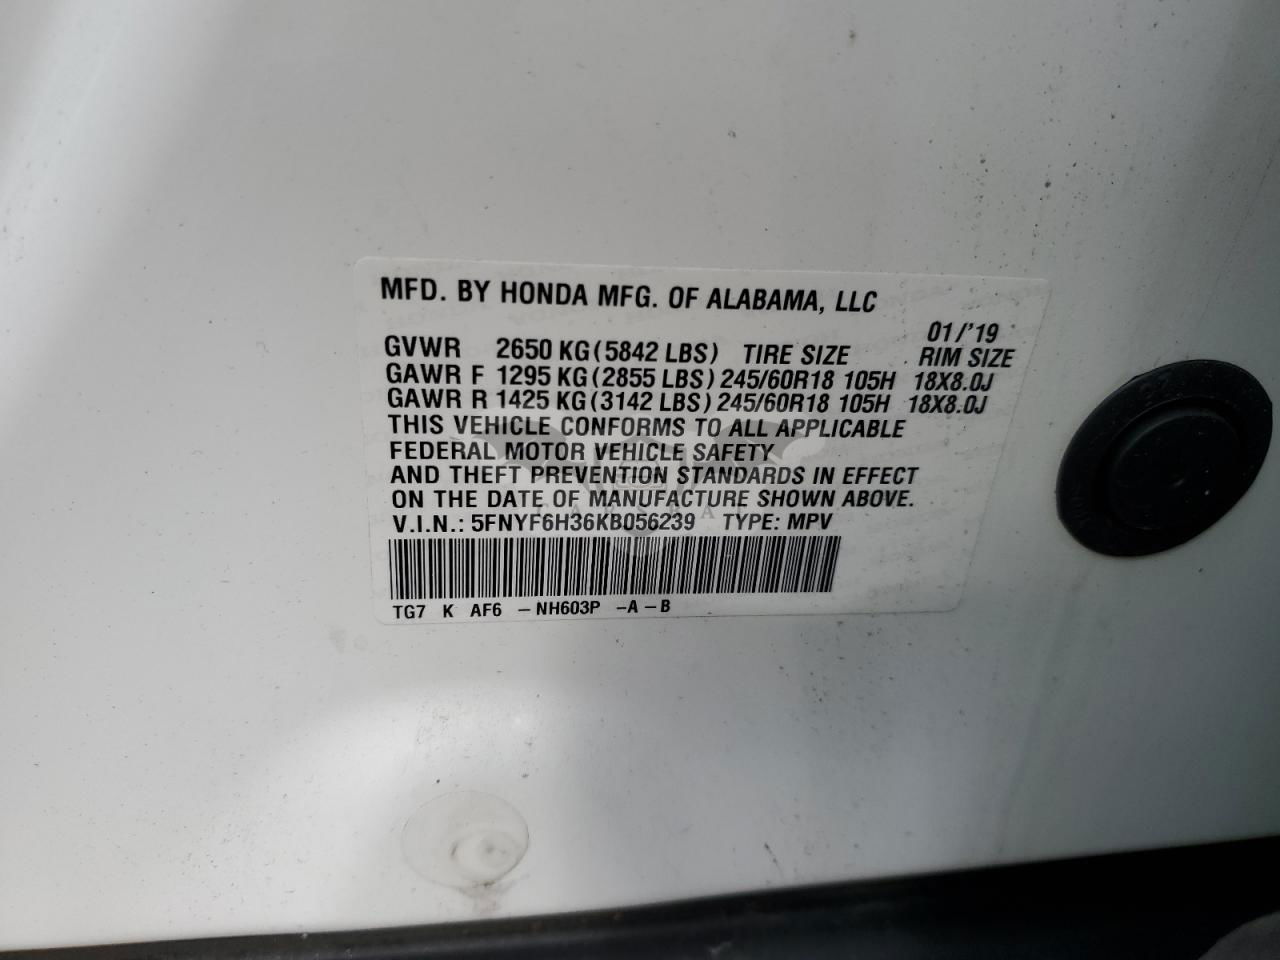 MFD. BY HONDA MFG. OF ALABAMA, LLC
01/'19
GVWR 2650 KG (5842 LBS) TIRE SIZE RIM SIZE
GAWR F 1295 KG (2855 LBS) 245/60R18 105H 18X8.0J
GAWR R 1425 KG (3142 LBS) 245/60R18 105H 18X8.0J
THIS VEHICLE CONFORMS TO ALL APPLICABLE
FEDERAL MOTOR VEHICLE SAFETY
AND THEFT PREVENTION STANDARDS IN EFFECT
ON THE DATE OF MANUFACTURE SHOWN ABOVE.
V.I.N.: 5FNYF6H36KB056239 TYPE: MPV
TG7 K AF6 - NH603P -A-B